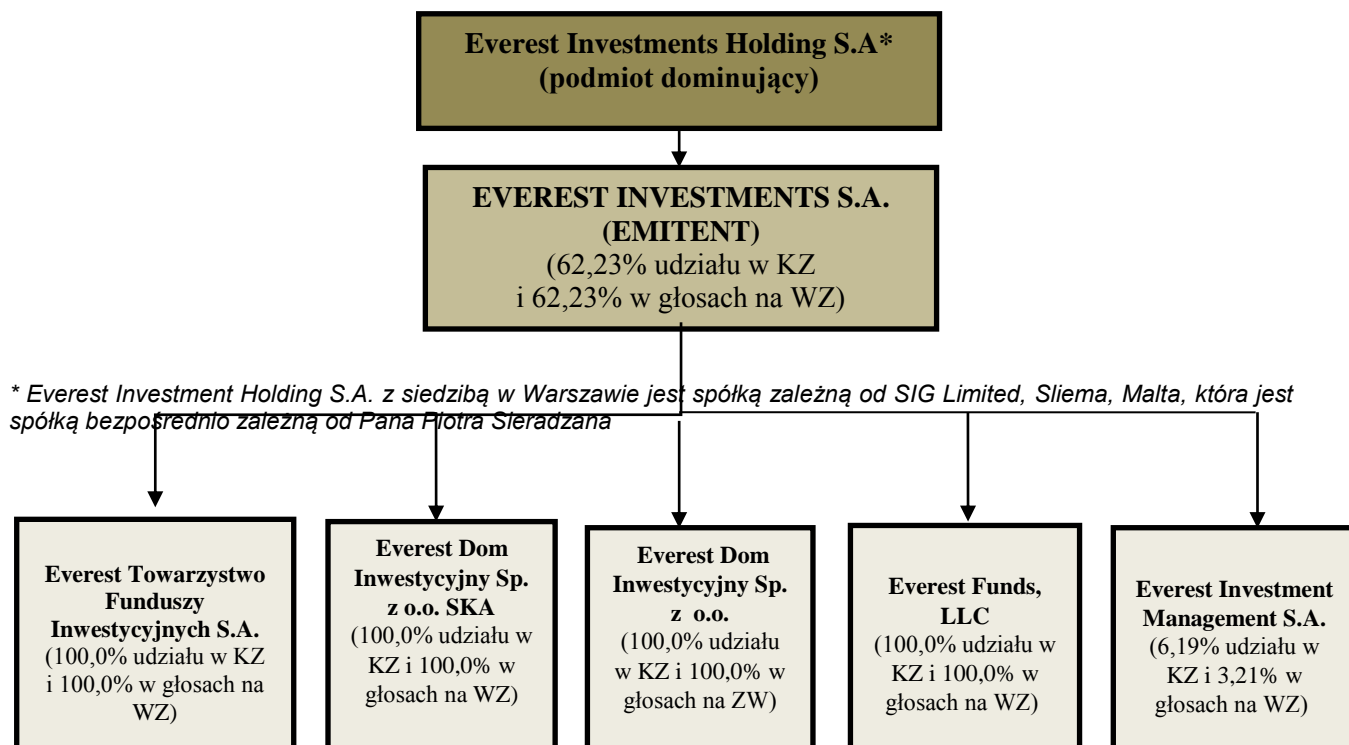 Everest Investments Holding S.A*
(podmiot dominujący)
EVEREST INVESTMENTS S.A.
(EMITENT)
(62,23% udziału w KZ
i 62,23% w głosach na WZ)
* Everest Investment Holding S.A. z siedzibą w Warszawie jest spółką zależną od SIG Limited, Sliema, Malta, która jest
spółką bezpośrednio zależną od Pana Piotra Sieradzana
Everest Towarzystwo
Funduszy
Inwestycyjnych S.A.
(100,0% udziału w KZ
i 100,0% w głosach na
WZ)
Everest Dom
Inwestycyjny Sp.
z o.o. SKA
(100,0% udziału w
KZ i 100,0% w
głosach na WZ)
Everest Dom
Inwestycyjny Sp.
z o.o.
(100,0% udziału
w KZ i 100,0% w
głosach na ZW)
Everest Funds,
LLC
(100,0% udziału w
KZ i 100,0% w
głosach na WZ)
Everest Investment
Management S.A.
(6,19% udziału w
KZ i 3,21% w
głosach na WZ)